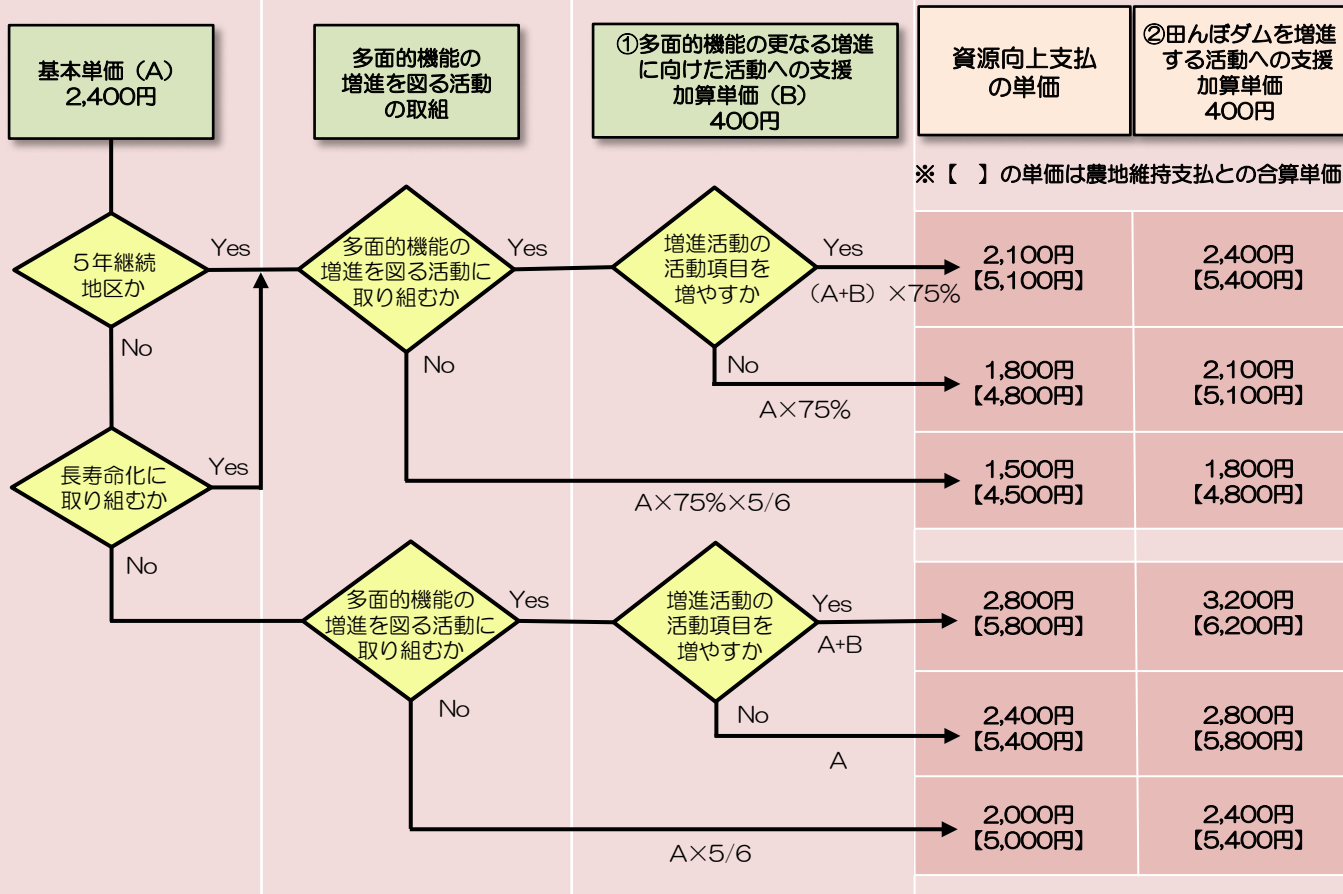 基本単価（A）
2,400円
多面的機能の
増進を図る活動
の取組
①多面的機能の更なる増進
に向けた活動への支援
加算単価（B）
400円
資源向上支払
の単価
②田んぼダムを増進
する活動への支援
加算単価
400円
※【　】の単価は農地維持支払との合算単価
５年継続
地区か
Yes
No
多面的機能の
増進を図る活動に
取り組むか
Yes
No
増進活動の
活動項目を
増やすか
Yes
（A+B）×75%
No
A×75%
A×75%×5/6
2,100円
【5,100円】
2,400円
【5,400円】
1,800円
【4,800円】
2,100円
【5,100円】
1,500円
【4,500円】
1,800円
【4,800円】
長寿命化に
取り組むか
Yes
No
多面的機能の
増進を図る活動に
取り組むか
Yes
No
増進活動の
活動項目を
増やすか
Yes
A+B
No
A
A×5/6
2,800円
【5,800円】
3,200円
【6,200円】
2,400円
【5,400円】
2,800円
【5,800円】
2,000円
【5,000円】
2,400円
【5,400円】